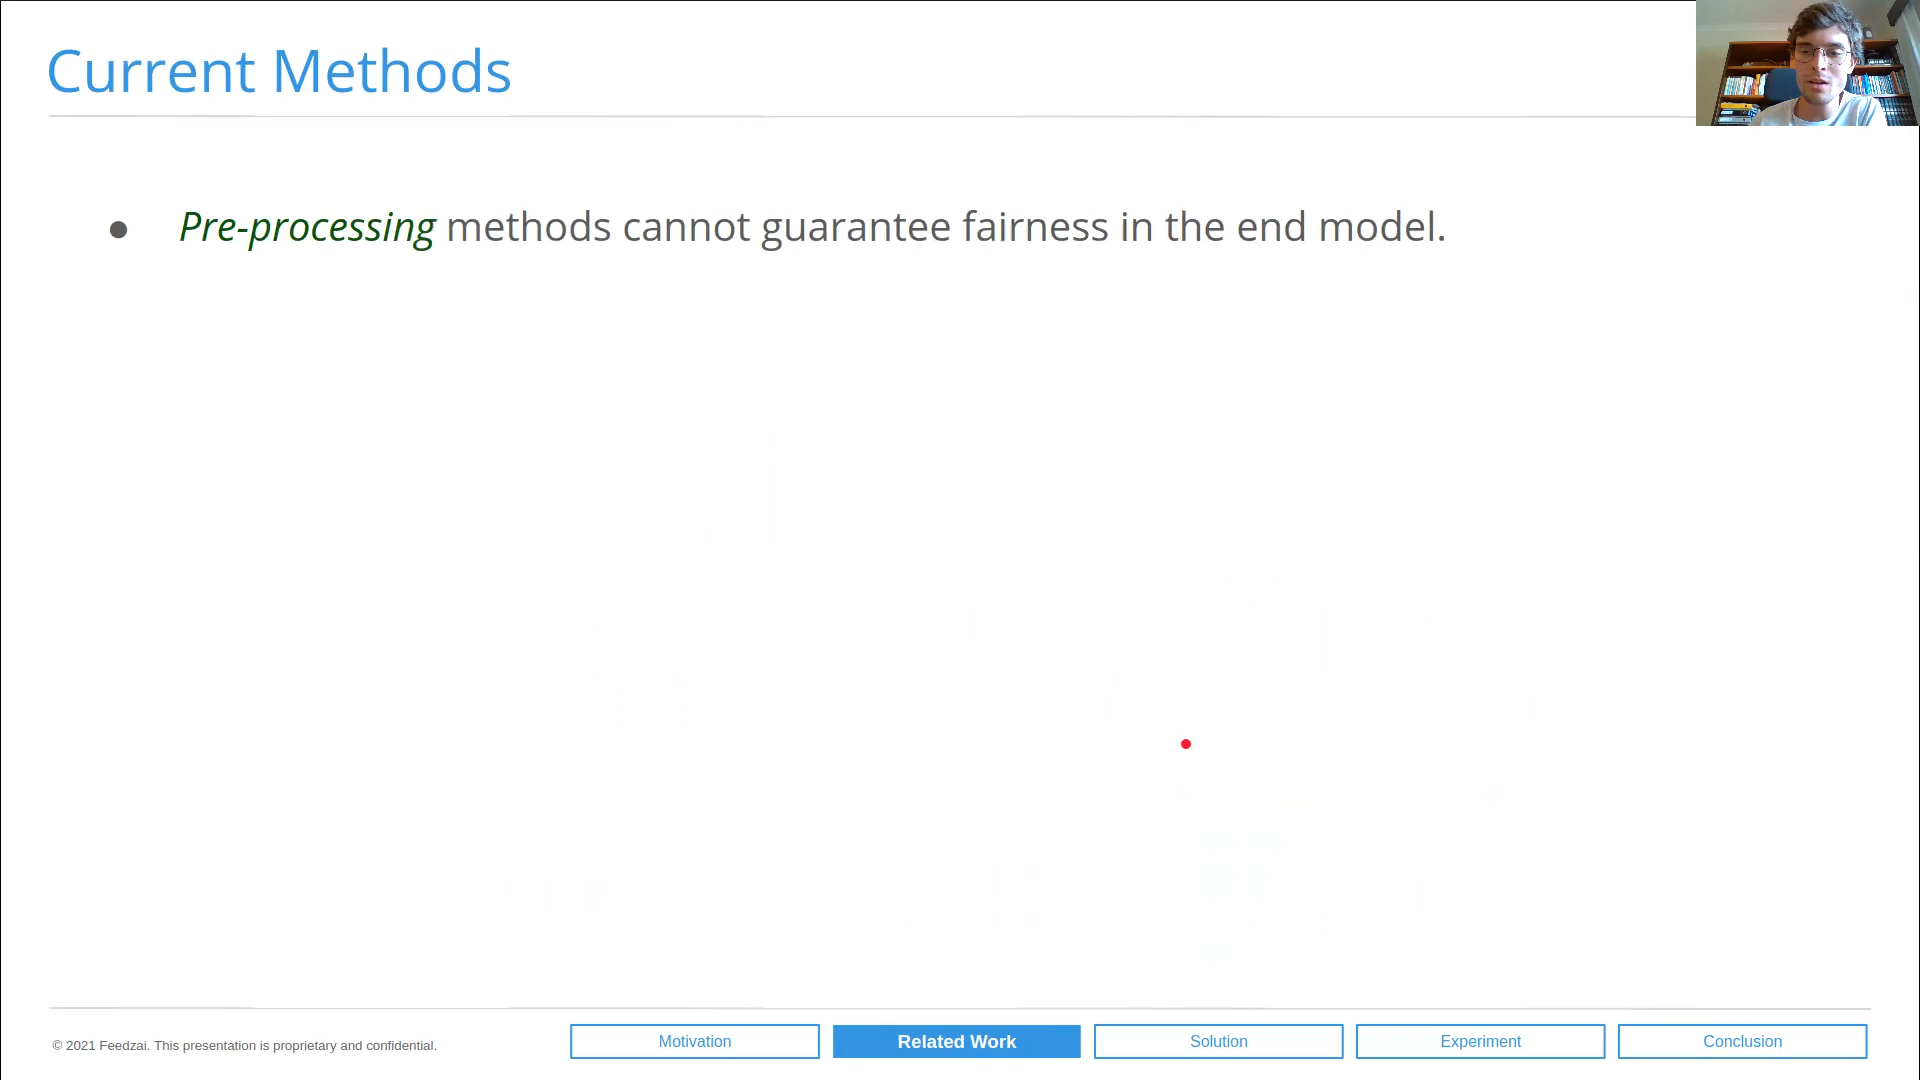 Current Methods
● Pre-processing methods cannot guarantee fairness in the end model.
© 2021 Feedzai. This presentation is proprietary and confidential.
Motivation
Related Work
Solution
Experiment
Conclusion